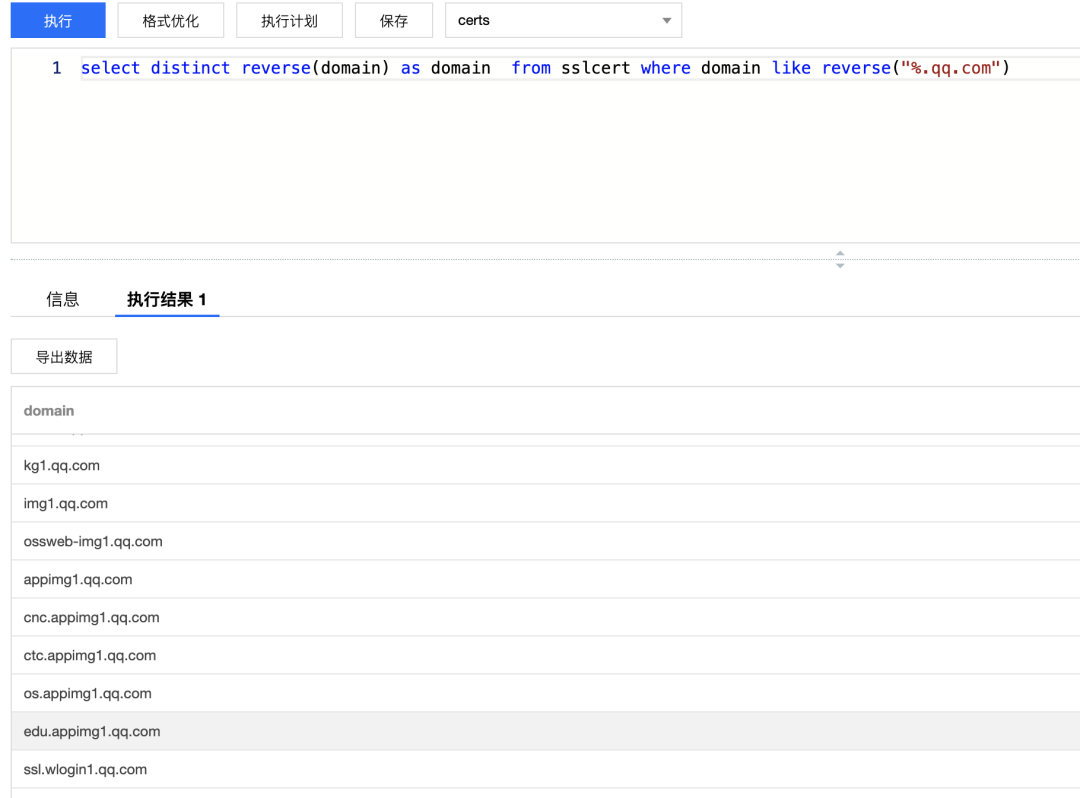 执行 格式优化 执行计划 保存 certs
1 select distinct reverse(domain) as domain  from sslcert where domain like reverse("%.qq.com")
信息 执行结果 1
导出数据
domain
kg1.qq.com
img1.qq.com
ossweb-img1.qq.com
appimg1.qq.com
cnc.appimg1.qq.com
ctc.appimg1.qq.com
os.appimg1.qq.com
edu.appimg1.qq.com
ssl.wlogin1.qq.com